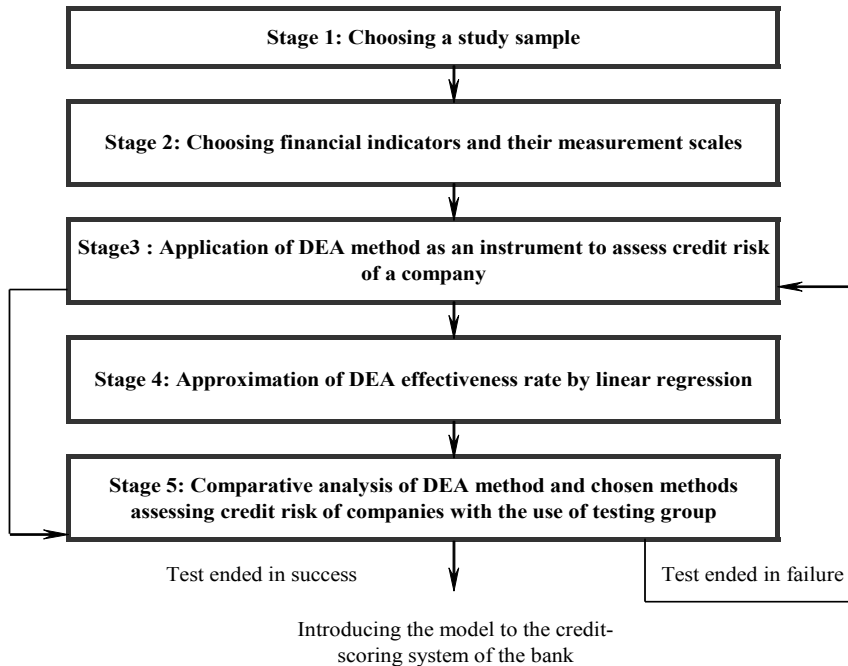 Stage 1: Choosing a study sample
Stage 2: Choosing financial indicators and their measurement scales
Stage3 : Application of DEA method as an instrument to assess credit risk
of a company
Stage 4: Approximation of DEA effectiveness rate by linear regression
Stage 5: Comparative analysis of DEA method and chosen methods
assessing credit risk of companies with the use of testing group
Test ended in success
Test ended in failure
Introducing the model to the credit-
scoring system of the bank